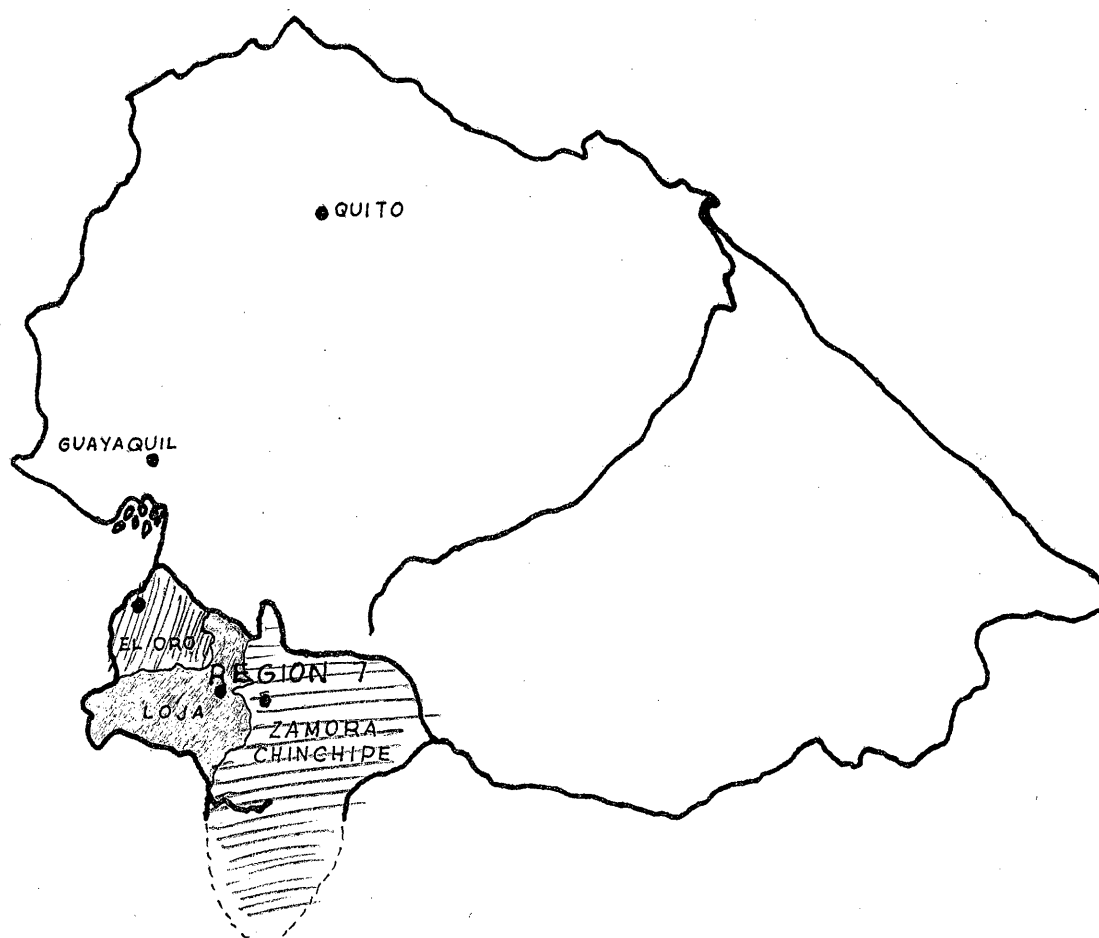 QUITO
GUAYAQUIL
EL ORO
REGION 7
LOJA
ZAMORA
CHINCHIPE